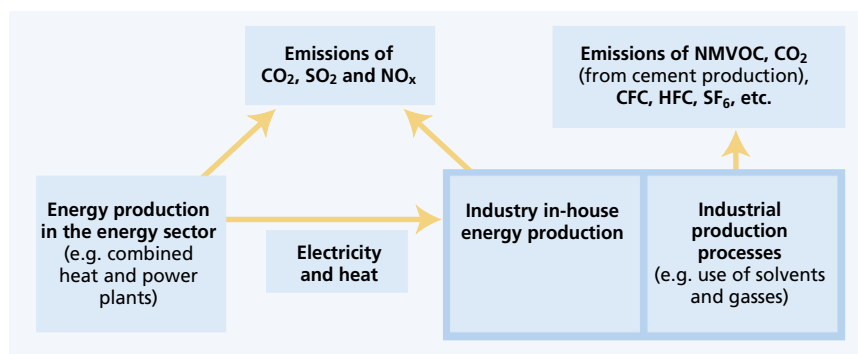 Emissions of
CO₂, SO₂ and NOₓ
Emissions of NMVOC, CO₂
(from cement production),
CFC, HFC, SF₆, etc.
Energy production
in the energy sector
(e.g. combined
heat and power
plants)
Electricity
and heat
Industry in-house
energy production
Industrial
production
processes
(e.g. use of solvents
and gasses)